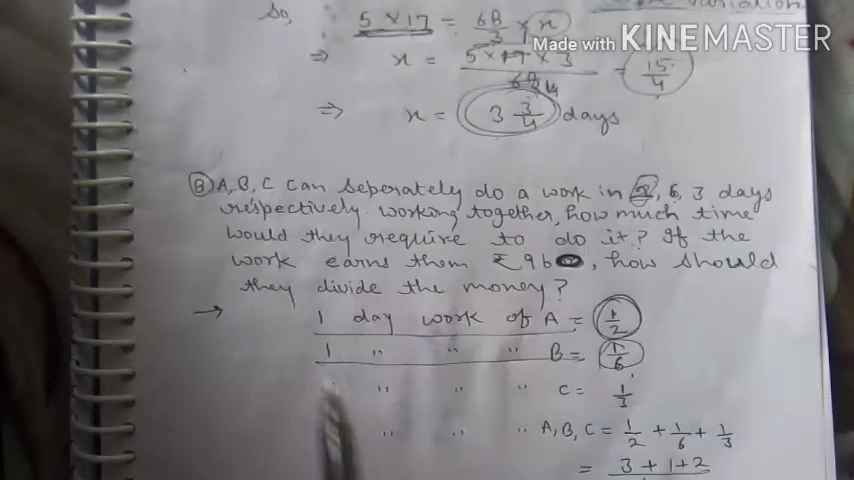 So, 5 × 17 = 68/3 × x
Made with KINEMASTER
⇒ x = 5 × 17 × 3 / 68 4 = 15/4
⇒ x = 3 3/4 days
(B) A, B, C can seperately do a work in 2, 6, 3 days
respectively. working together, how much time
would they require to do it? If the
work earns them ₹ 960, how should
they divide the money?
→ 1 day work of A = 1/2
1 " " " B = 1/6
" " " C = 1/3
" " " A, B, C = 1/2 + 1/6 + 1/3
= 3 + 1 + 2